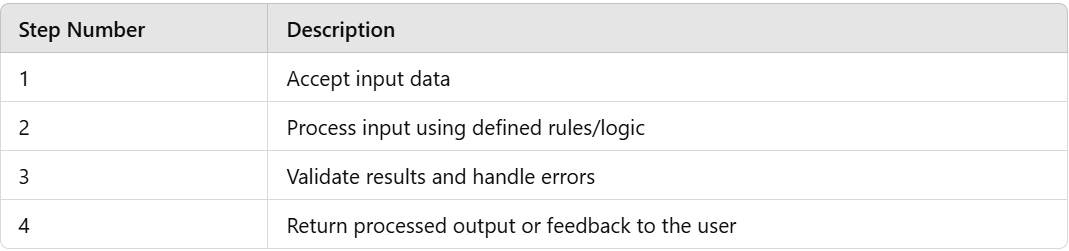 Step Number Description
1 Accept input data
2 Process input using defined rules/logic
3 Validate results and handle errors
4 Return processed output or feedback to the user